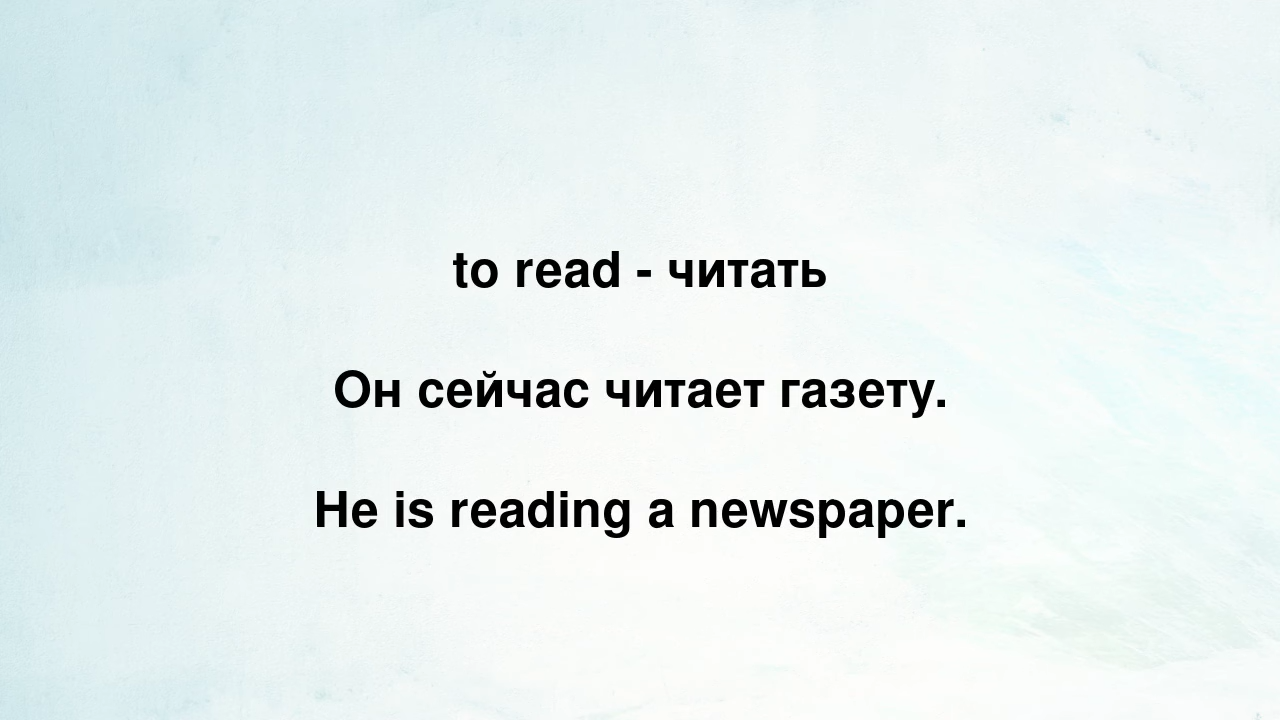 to read - читать
Он сейчас читает газету.
He is reading a newspaper.